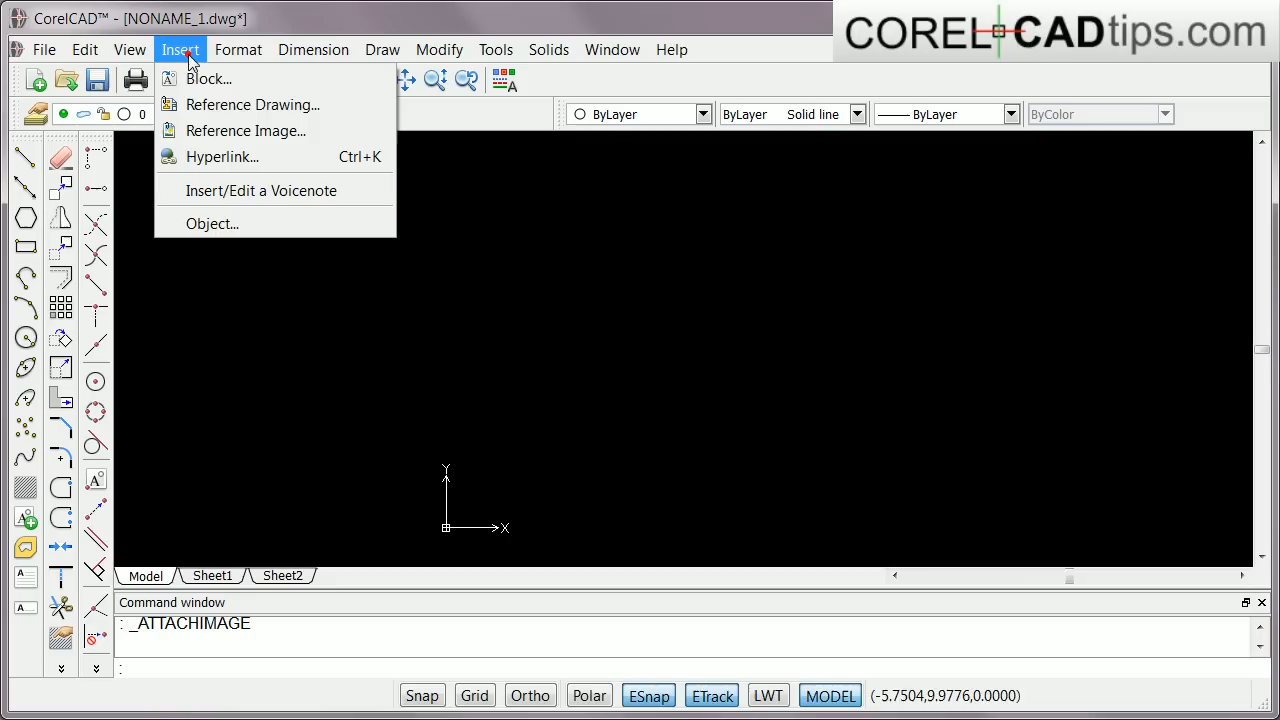 CorelCAD™ - [NONAME_1.dwg*]
COREL CADtips.com
File Edit View Insert Format Dimension Draw Modify Tools Solids Window Help
Block...
Reference Drawing...
Reference Image...
Hyperlink... Ctrl+K
Insert/Edit a Voicenote
Object...
0
ByLayer ByLayer Solid line ByLayer ByColor
A
A
A
A
Y
X
Model Sheet1 Sheet2
Command window
: _ATTACHIMAGE
:
Snap Grid Ortho Polar ESnap ETrack LWT MODEL (-5.7504,9.9776,0.0000)